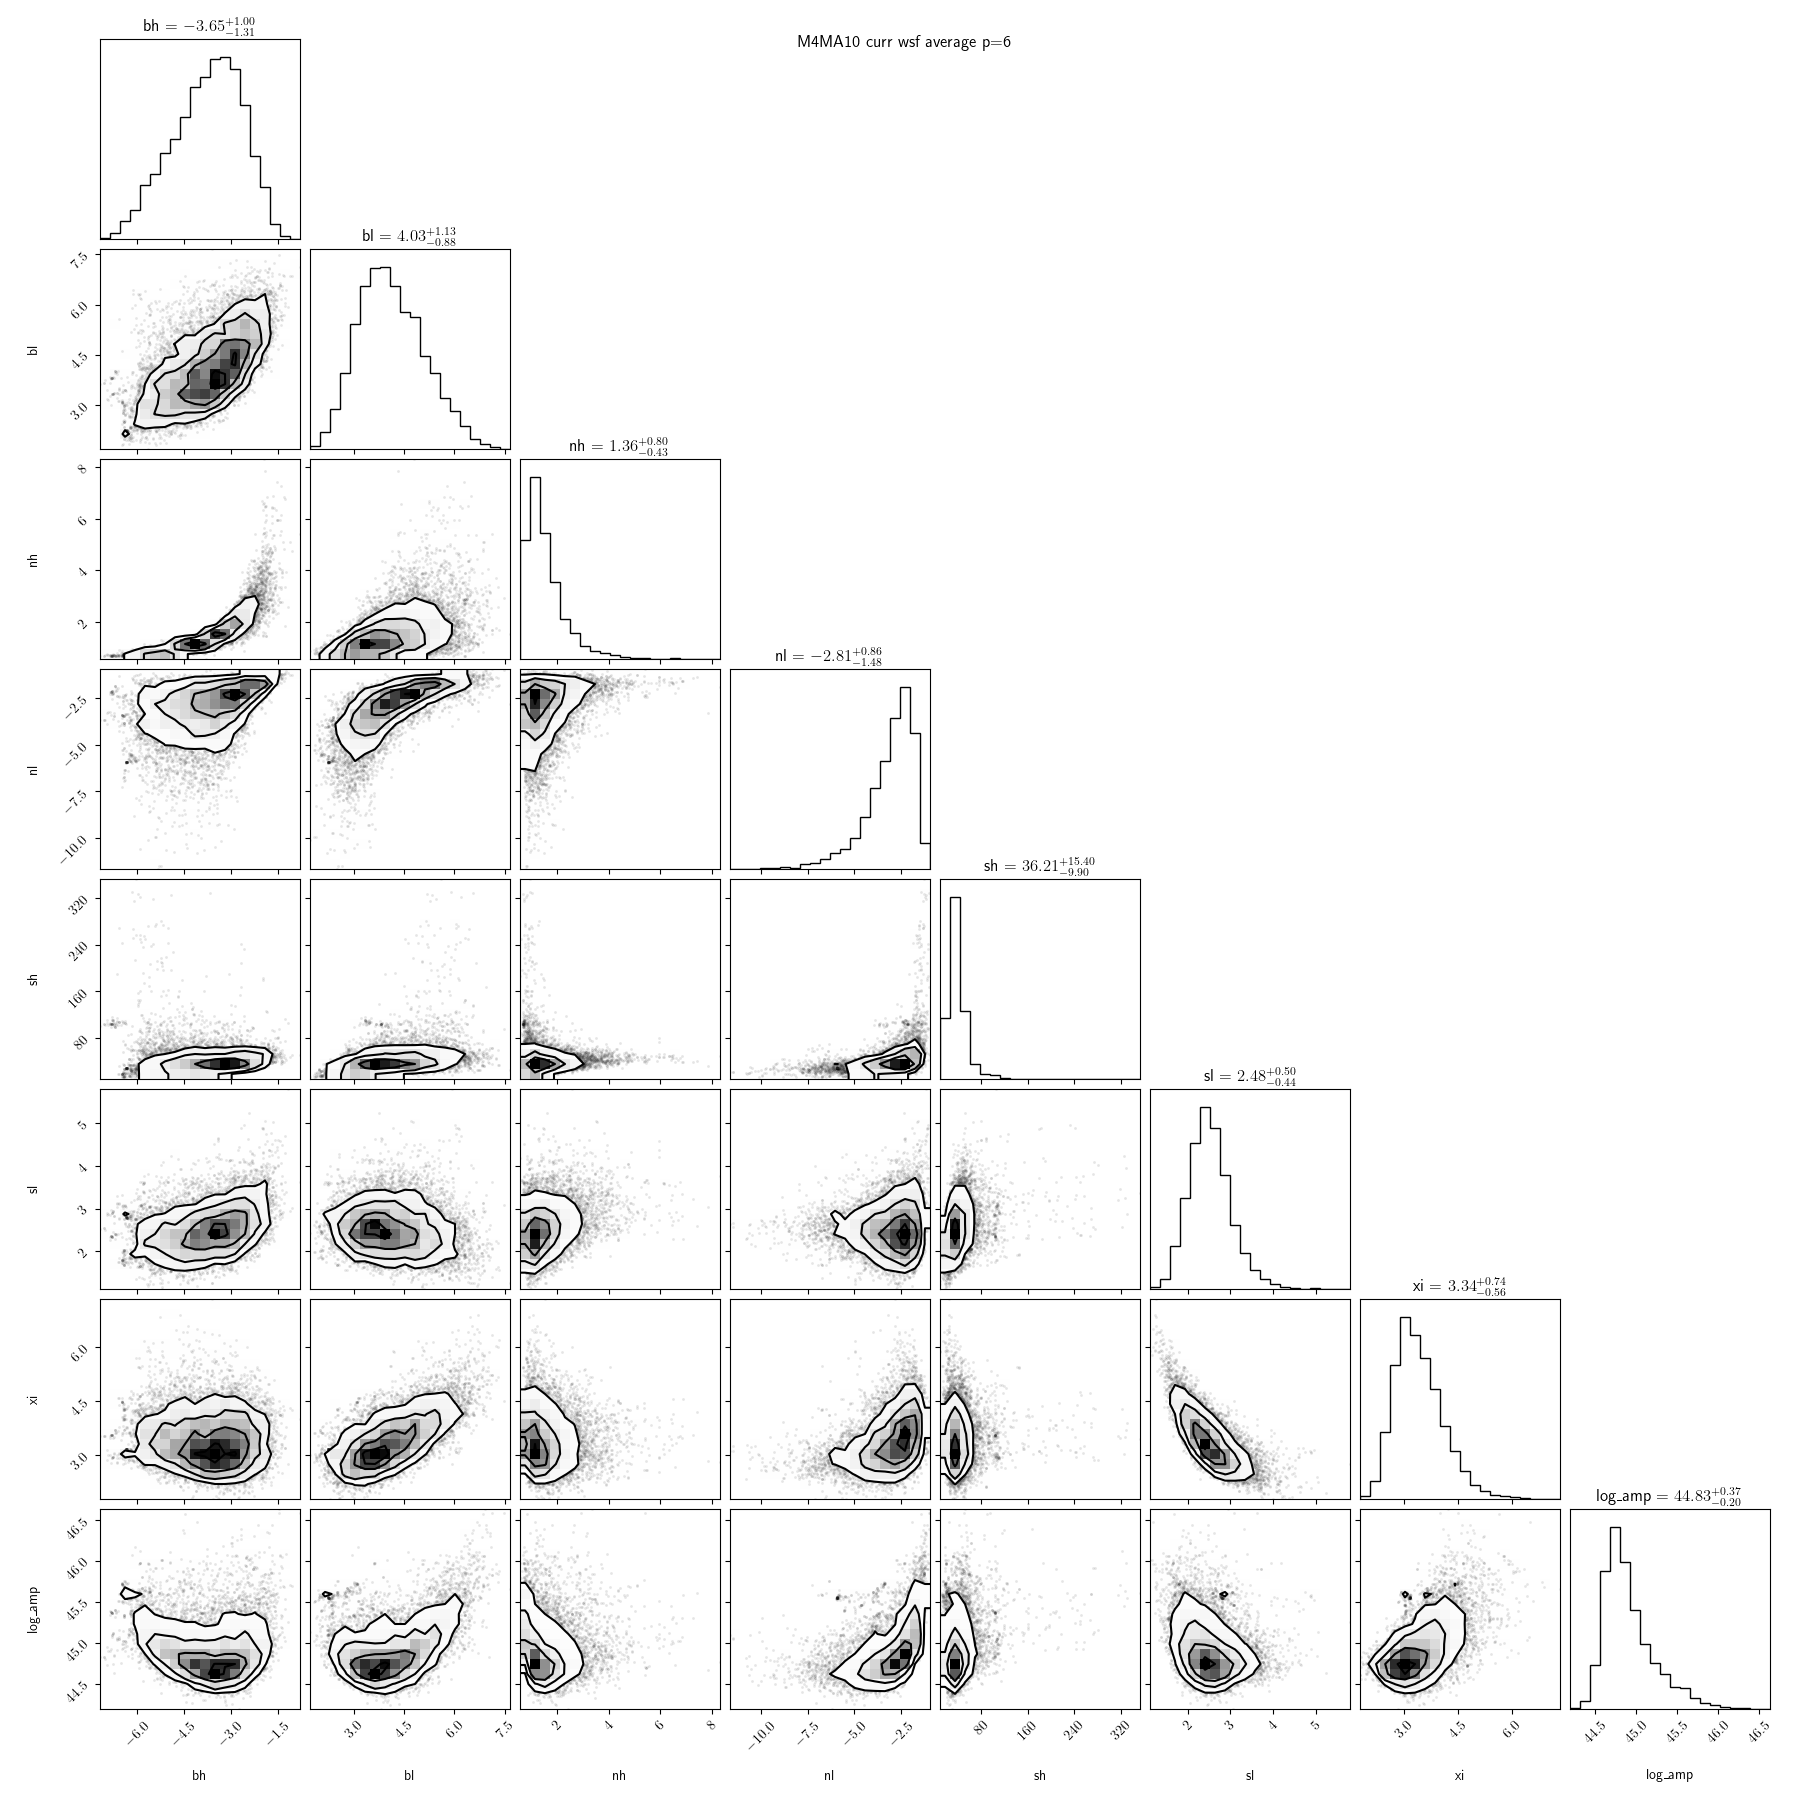 M4MA10 curr wsf average p=6
bh = −3.65+1.00 −1.31
bl = 4.03+1.13 −0.88
7.5
6.0
4.5
3.0
bl
nh = 1.36+0.80 −0.43
8
6
4
2
nh
nl = −2.81+0.86 −1.48
−2.5
−5.0
−7.5
−10.0
nl
sh = 36.21+15.40 −9.90
320
240
160
80
sh
sl = 2.48+0.50 −0.44
5
4
3
2
sl
xi = 3.34+0.74 −0.56
6.0
4.5
3.0
xi
log_amp = 44.83+0.37 −0.20
46.5
46.0
45.5
45.0
44.5
log_amp
−6.0 −4.5 −3.0 −1.5 3.0 4.5 6.0 7.5 2 4 6 8 −10.0 −7.5 −5.0 −2.5 80 160 240 320 2 3 4 5 3.0 4.5 6.0 44.5 45.0 45.5 46.0 46.5
bh bl nh nl sh sl xi log_amp